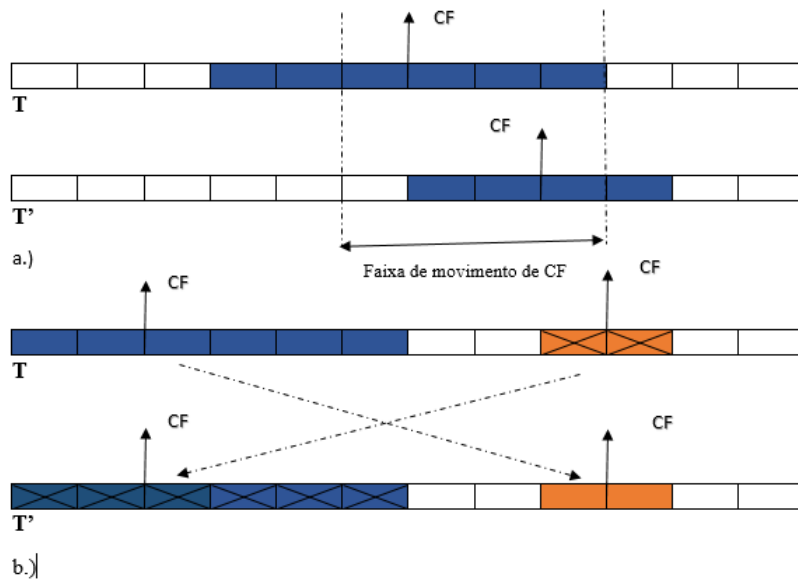 CF
T
CF
T’
a.)
Faixa de movimento de CF
CF
CF
T
CF
CF
T’
b.)